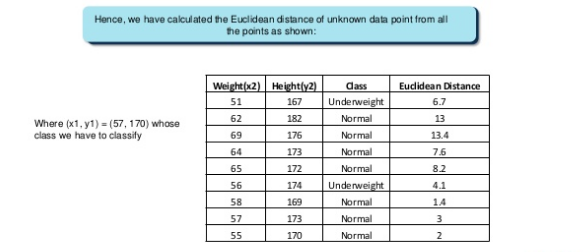 Hence, we have calculated the Euclidean distance of unknown data point from all
the points as shown:
Where (x1, y1) = (57, 170) whose
class we have to classify
Weight(x2) Height(y2) Class Euclidean Distance
51 167 Underweight 6.7
62 182 Normal 13
69 176 Normal 13.4
64 173 Normal 7.6
65 172 Normal 8.2
56 174 Underweight 4.1
58 169 Normal 1.4
57 173 Normal 3
55 170 Normal 2